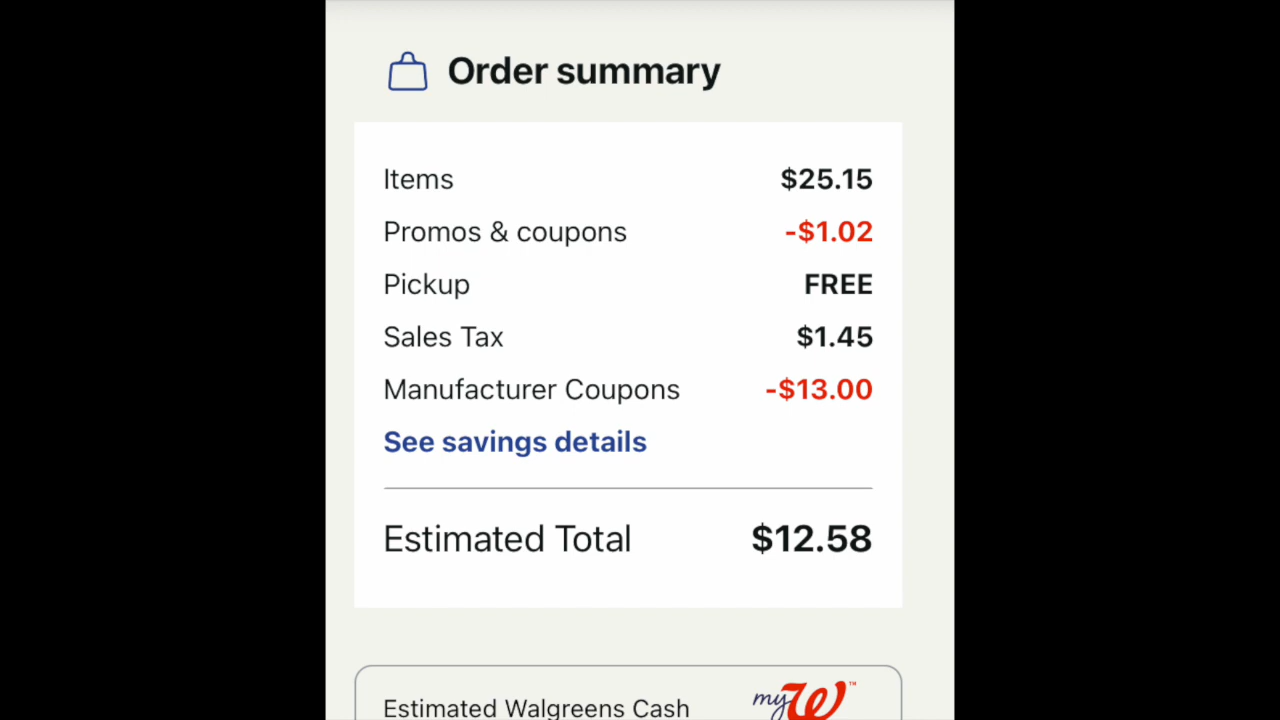 Order summary
Items $25.15
Promos & coupons -$1.02
Pickup FREE
Sales Tax $1.45
Manufacturer Coupons -$13.00
See savings details
Estimated Total $12.58
Estimated Walgreens Cash myW™